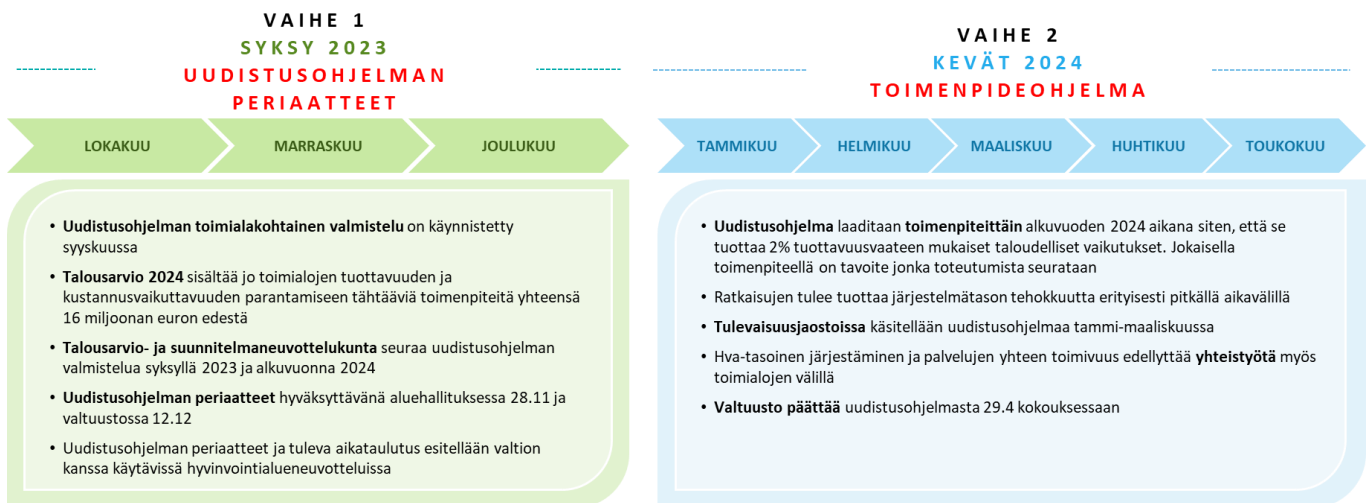 VAIHE 1
SYKSY 2023
UUDISTUSOHJELMAN
PERIAATTEET
LOKAKUU
MARRASKUU
JOULUKUU
• Uudistusohjelman toimialakohtainen valmistelu on käynnistetty
syyskuussa
• Talousarvio 2024 sisältää jo toimialojen tuottavuuden ja
kustannusvaikuttavuuden parantamiseen tähtääviä toimenpiteitä yhteensä
16 miljoonan euron edestä
• Talousarvio- ja suunnitelmaneuvottelukunta seuraa uudistusohjelman
valmistelua syksyllä 2023 ja alkuvuonna 2024
• Uudistusohjelman periaatteet hyväksyttävänä aluehallituksessa 28.11 ja
valtuustossa 12.12
• Uudistusohjelman periaatteet ja tuleva aikataulutus esitellään valtion
kanssa käytävissä hyvinvointialueneuvotteluissa
VAIHE 2
KEVÄT 2024
TOIMENPIDEOHJELMA
TAMMIKUU
HELMIKUU
MAALISKUU
HUHTIKUU
TOUKOKUU
• Uudistusohjelma laaditaan toimenpiteittäin alkuvuoden 2024 aikana siten, että se
tuottaa 2% tuottavuusvaateen mukaiset taloudelliset vaikutukset. Jokaisella
toimenpiteellä on tavoite jonka toteutumista seurataan
• Ratkaisujen tulee tuottaa järjestelmätason tehokkuutta erityisesti pitkällä aikavälillä
• Tulevaisuusjaostoissa käsitellään uudistusohjelmaa tammi-maaliskuussa
• Hva-tasoinen järjestäminen ja palvelujen yhteen toimivuus edellyttää yhteistyötä myös
toimialojen välillä
• Valtuusto päättää uudistusohjelmasta 29.4 kokouksessaan